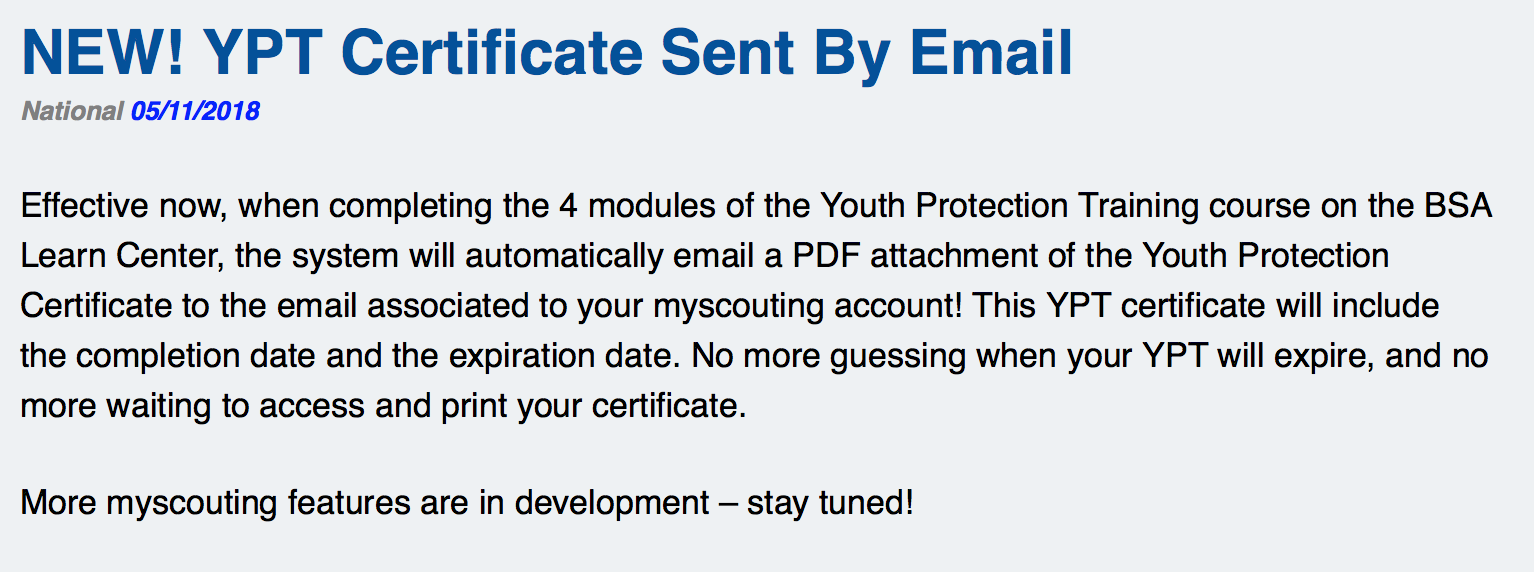 NEW! YPT Certificate Sent By Email
National 05/11/2018
Effective now, when completing the 4 modules of the Youth Protection Training course on the BSA
Learn Center, the system will automatically email a PDF attachment of the Youth Protection
Certificate to the email associated to your myscouting account! This YPT certificate will include
the completion date and the expiration date. No more guessing when your YPT will expire, and no
more waiting to access and print your certificate.
More myscouting features are in development – stay tuned!